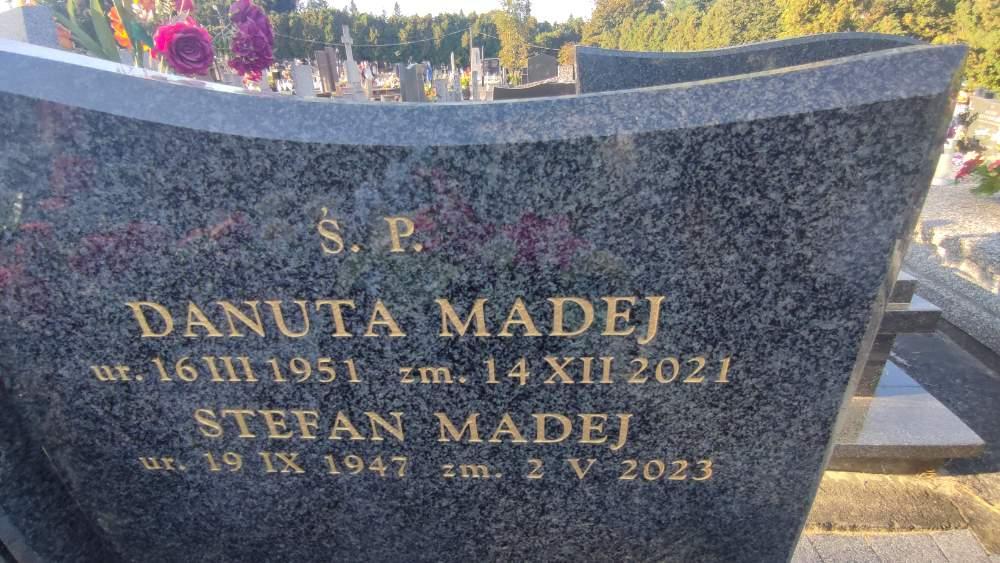 Ś. P.
DANUTA MADEJ
ur. 16 III 1951 zm. 14 XII 2021
STEFAN MADEJ
ur. 19 IX 1947 zm. 2 V 2023